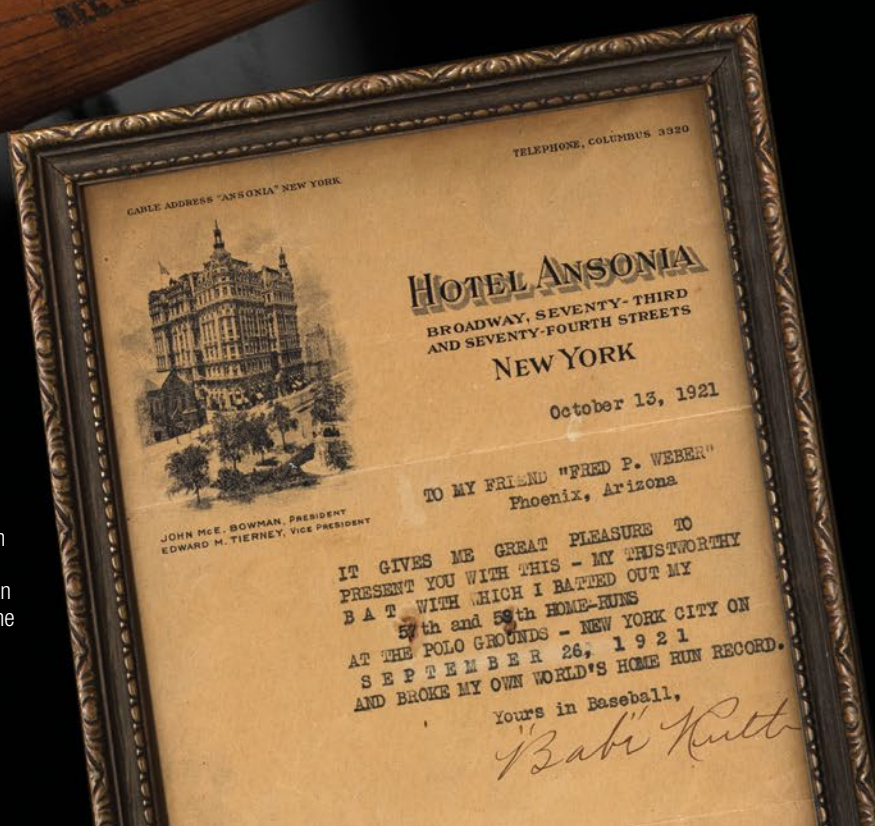 CABLE ADDRESS "ANSONIA" NEW YORK
TELEPHONE, COLUMBUS 3320
HOTEL ANSONIA
BROADWAY, SEVENTY-THIRD
AND SEVENTY-FOURTH STREETS
NEW YORK
October 13, 1921
TO MY FRIEND "FRED P. WEBER"
Phoenix, Arizona
JOHN McE. BOWMAN, PRESIDENT
EDWARD M. TIERNEY, VICE PRESIDENT
IT GIVES ME GREAT PLEASURE TO
PRESENT YOU WITH THIS - MY TRUSTWORTHY
B A T WITH WHICH I BATTED OUT MY
57th and 58th HOME-RUNS
AT THE POLO GROUNDS - NEW YORK CITY ON
S E P T E M B E R 26, 1 9 2 1
AND BROKE MY OWN WORLD'S HOME RUN RECORD.
Yours in Baseball,
"Babe" Ruth